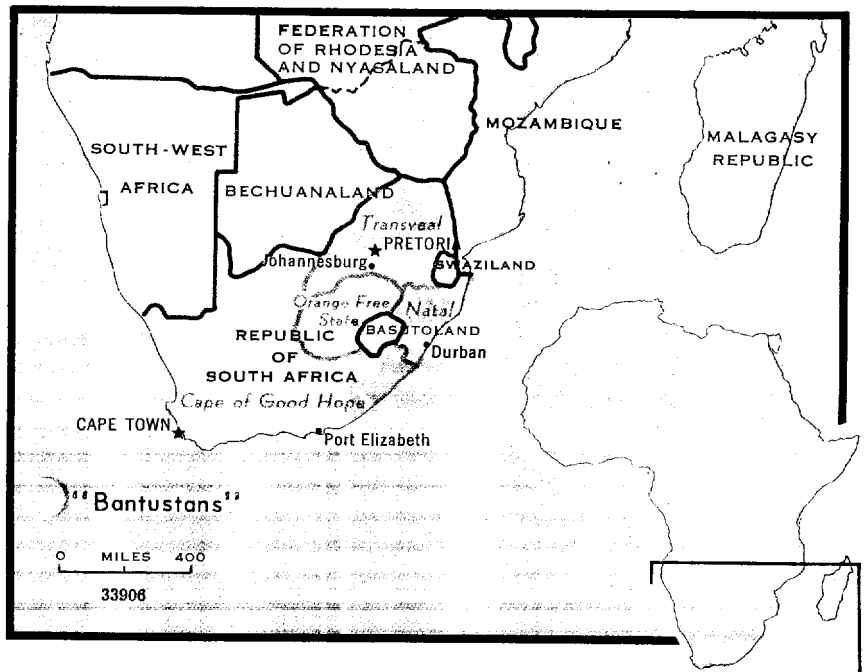 FEDERATION
OF RHODESIA
AND NYASALAND
MOZAMBIQUE
MALAGASY
REPUBLIC
SOUTH-WEST
AFRICA
BECHUANALAND
Transvaal
PRETORIA
Johannesburg
SWAZILAND
Orange Free
State
Natal
BASUTOLAND
REPUBLIC
OF
SOUTH AFRICA
Durban
Cape of Good Hope
CAPE TOWN
Port Elizabeth
"Bantustans"
0 MILES 400
33906